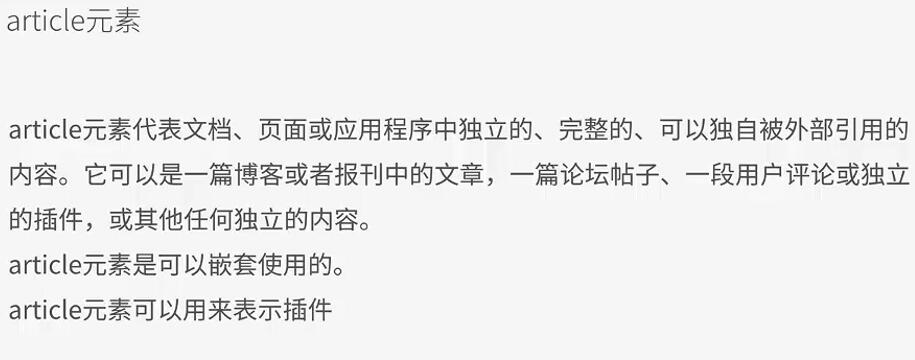 article元素
article元素代表文档、页面或应用程序中独立的、完整的、可以独自被外部引用的
内容。它可以是一篇博客或者报刊中的文章，一篇论坛帖子、一段用户评论或独立
的插件，或其他任何独立的内容。
article元素是可以嵌套使用的。
article元素可以用来表示插件